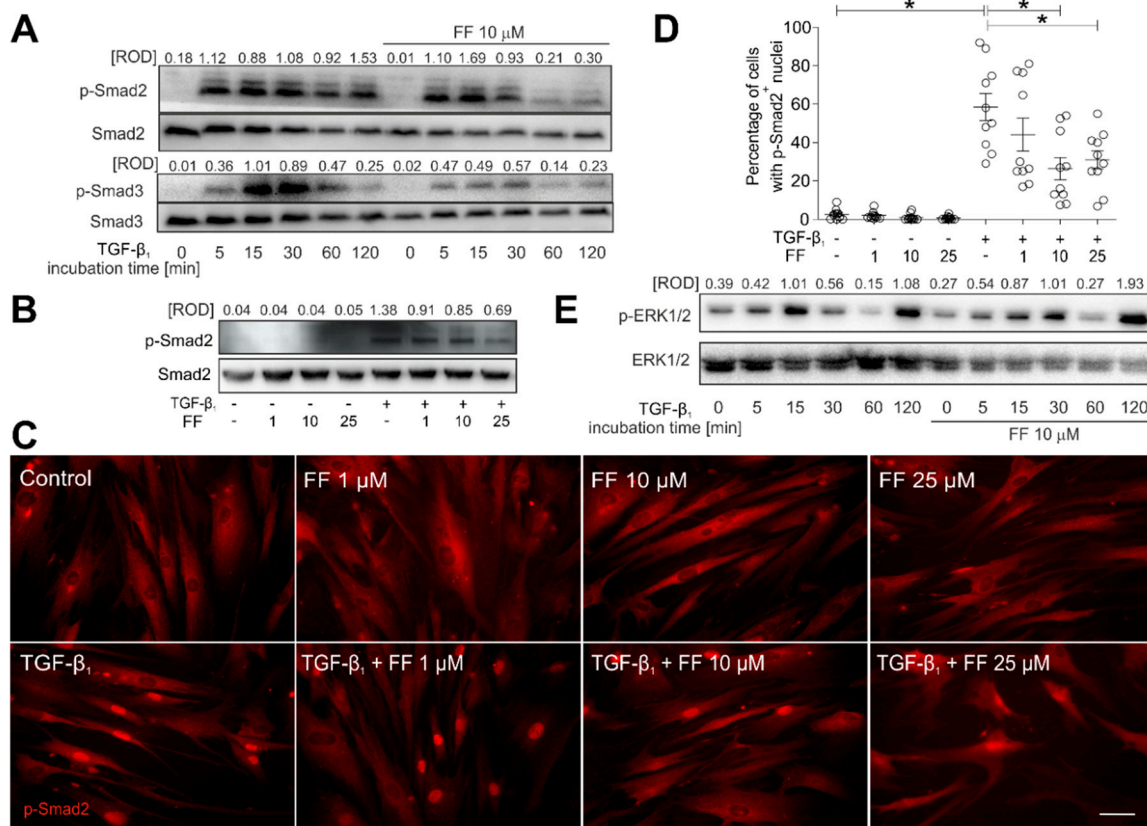 A
FF 10 μM
[ROD] 0.18 1.12 0.88 1.08 0.92 1.53 0.01 1.10 1.69 0.93 0.21 0.30
p-Smad2
Smad2
[ROD] 0.01 0.36 1.01 0.89 0.47 0.25 0.02 0.47 0.49 0.57 0.14 0.23
p-Smad3
Smad3
TGF-β₁ 0 5 15 30 60 120 0 5 15 30 60 120
incubation time [min]
B
[ROD] 0.04 0.04 0.04 0.05 1.38 0.91 0.85 0.69
p-Smad2
Smad2
TGF-β₁ - - - - + + + +
FF - 1 10 25 - 1 10 25
D
* *
*
Percentage of cells
with p-Smad2⁺ nuclei
100
80
60
40
20
0
TGF-β₁ - - - - + + + +
FF - 1 10 25 - 1 10 25
E
[ROD] 0.39 0.42 1.01 0.56 0.15 1.08 0.27 0.54 0.87 1.01 0.27 1.93
p-ERK1/2
ERK1/2
TGF-β₁ 0 5 15 30 60 120 0 5 15 30 60 120
incubation time [min]
FF 10 μM
C
Control
FF 1 μM
FF 10 μM
FF 25 μM
TGF-β₁
TGF-β₁ + FF 1 μM
TGF-β₁ + FF 10 μM
TGF-β₁ + FF 25 μM
p-Smad2